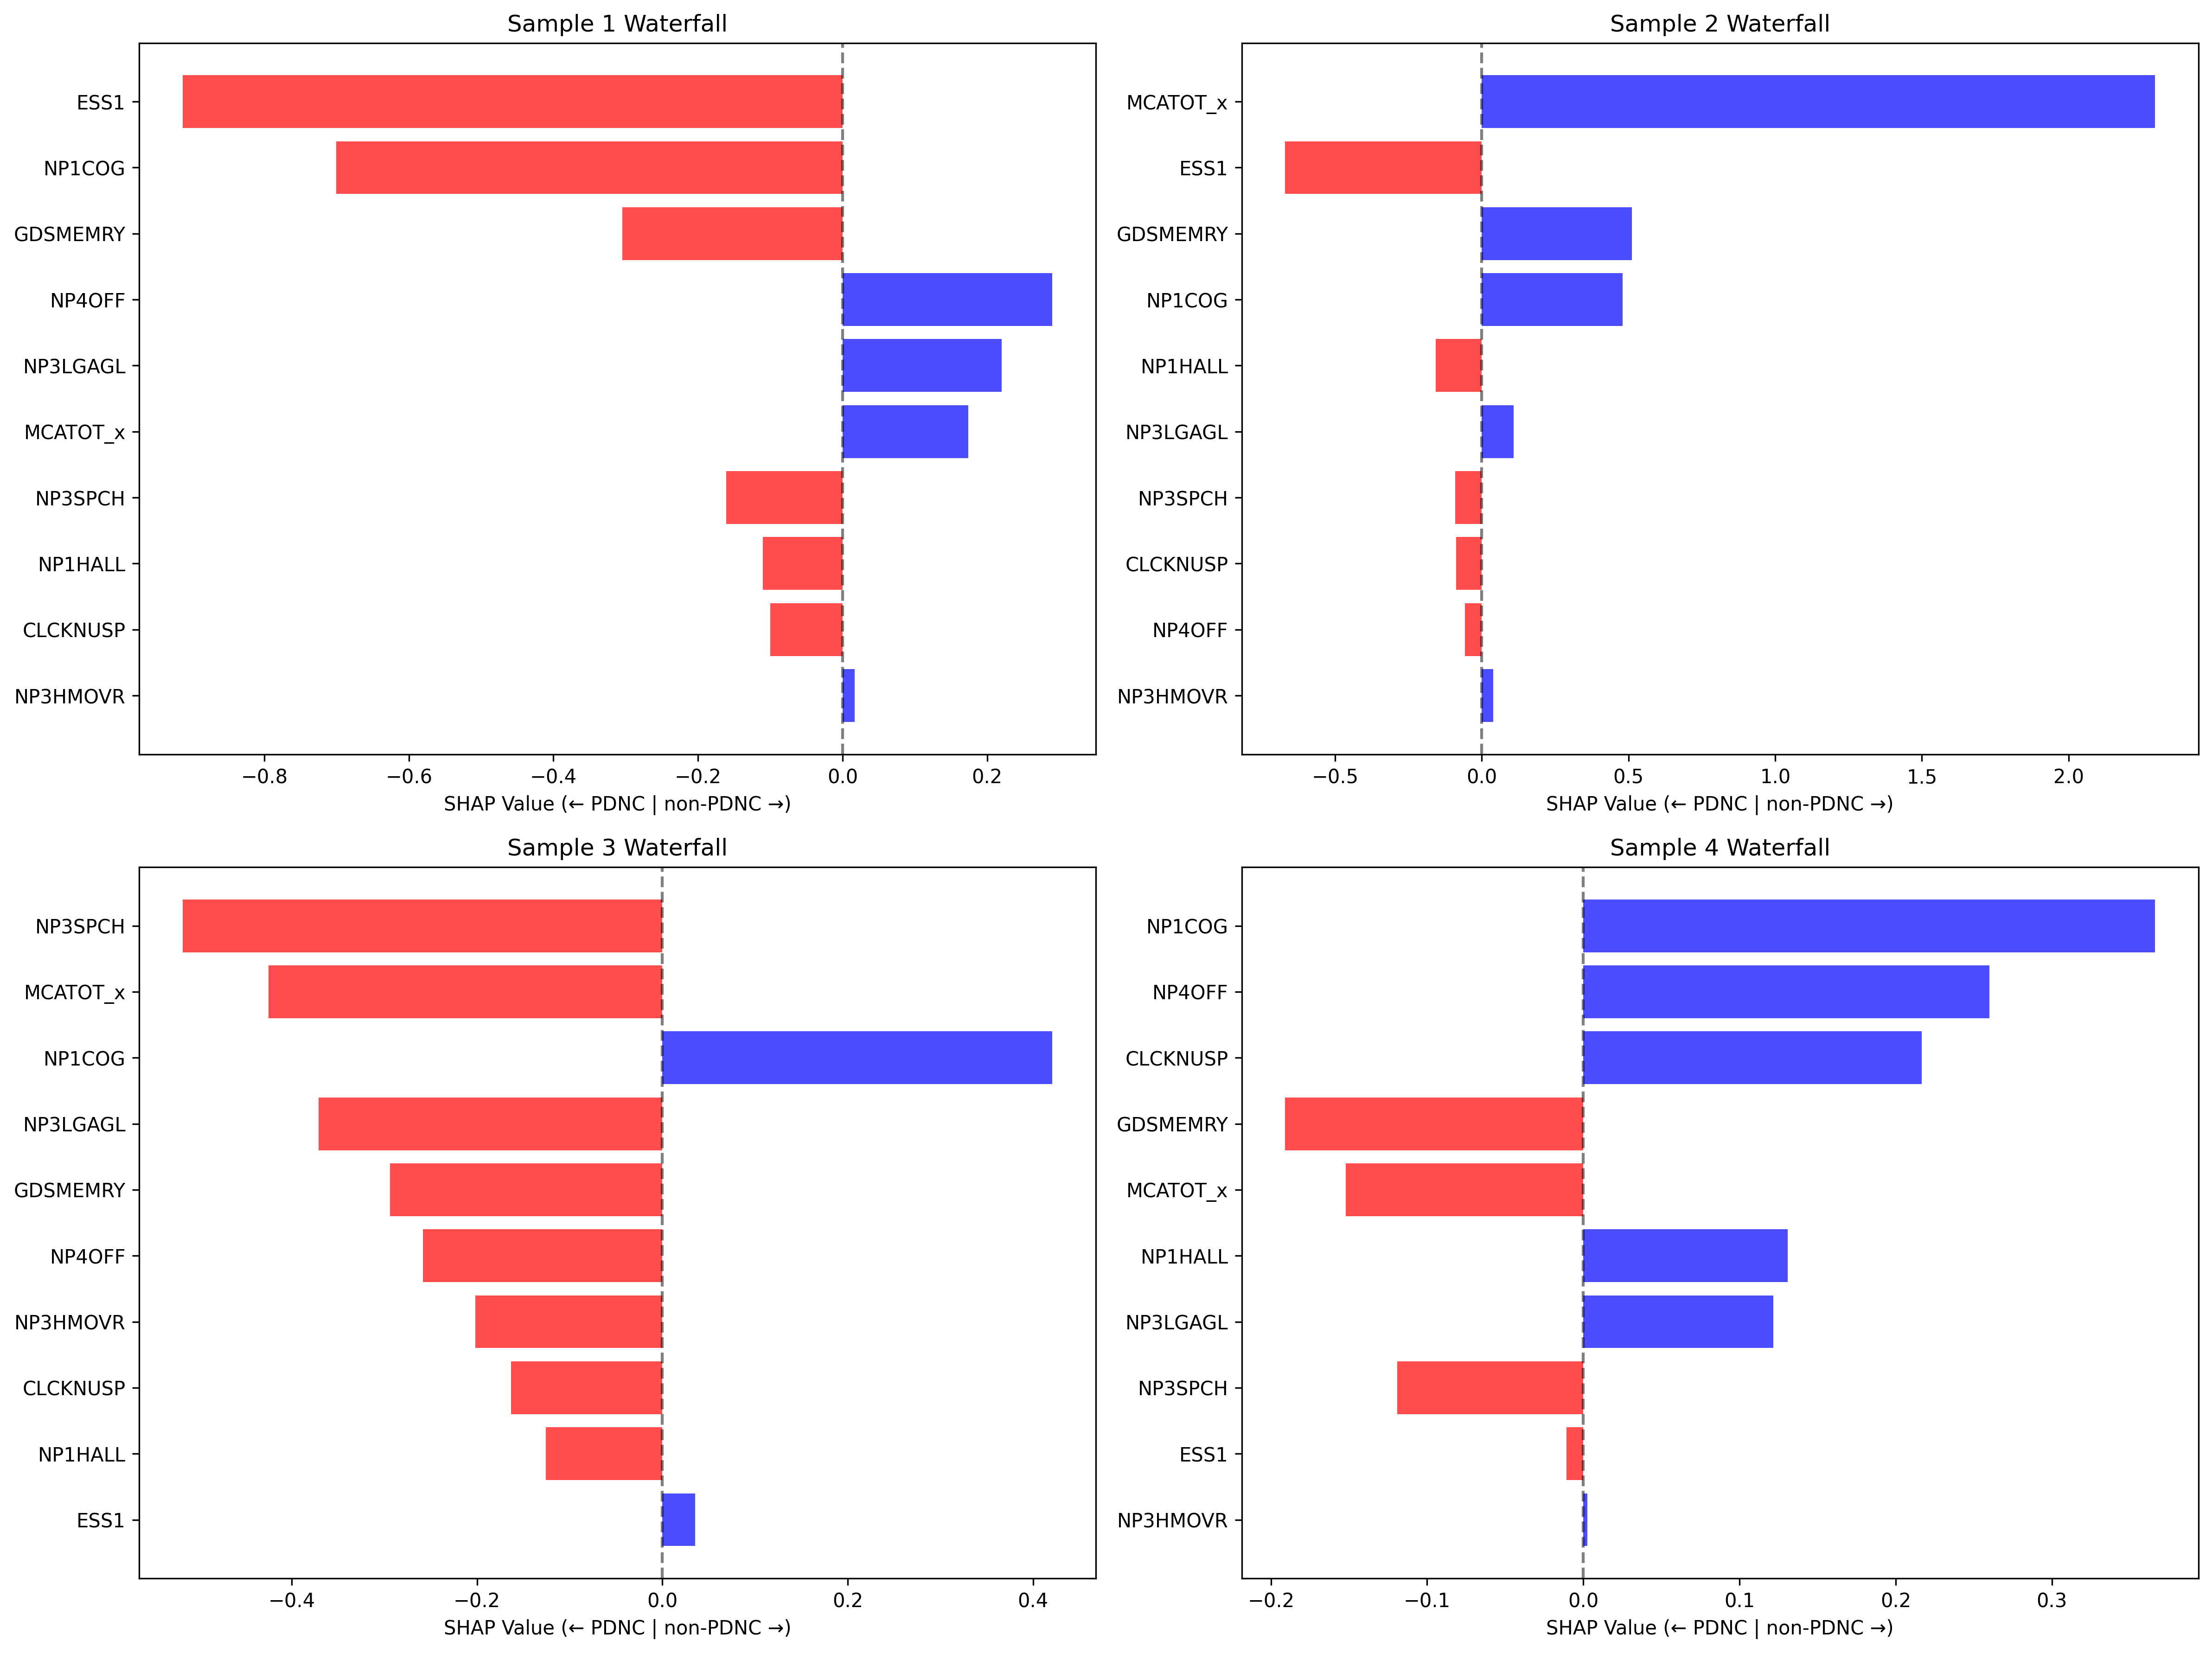 Sample 1 Waterfall
ESS1
NP1COG
GDSMEMRY
NP4OFF
NP3LGAGL
MCATOT_x
NP3SPCH
NP1HALL
CLCKNUSP
NP3HMOVR
−0.8 −0.6 −0.4 −0.2 0.0 0.2
SHAP Value (← PDNC | non-PDNC →)
Sample 2 Waterfall
MCATOT_x
ESS1
GDSMEMRY
NP1COG
NP1HALL
NP3LGAGL
NP3SPCH
CLCKNUSP
NP4OFF
NP3HMOVR
−0.5 0.0 0.5 1.0 1.5 2.0
SHAP Value (← PDNC | non-PDNC →)
Sample 3 Waterfall
NP3SPCH
MCATOT_x
NP1COG
NP3LGAGL
GDSMEMRY
NP4OFF
NP3HMOVR
CLCKNUSP
NP1HALL
ESS1
−0.4 −0.2 0.0 0.2 0.4
SHAP Value (← PDNC | non-PDNC →)
Sample 4 Waterfall
NP1COG
NP4OFF
CLCKNUSP
GDSMEMRY
MCATOT_x
NP1HALL
NP3LGAGL
NP3SPCH
ESS1
NP3HMOVR
−0.2 −0.1 0.0 0.1 0.2 0.3
SHAP Value (← PDNC | non-PDNC →)